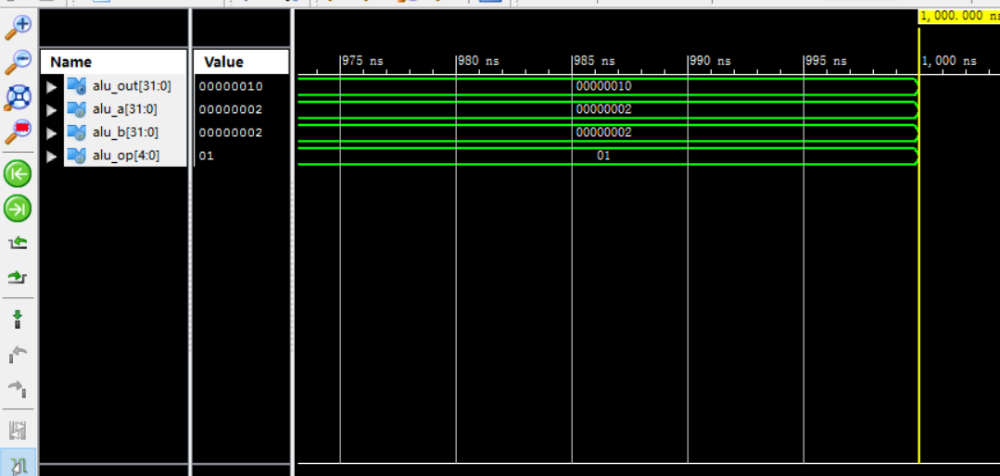 1,000.000 ns
Name Value 975 ns 980 ns 985 ns 990 ns 995 ns 1,000 ns
alu_out[31:0] 00000010 00000010
alu_a[31:0] 00000002 00000002
alu_b[31:0] 00000002 00000002
alu_op[4:0] 01 01